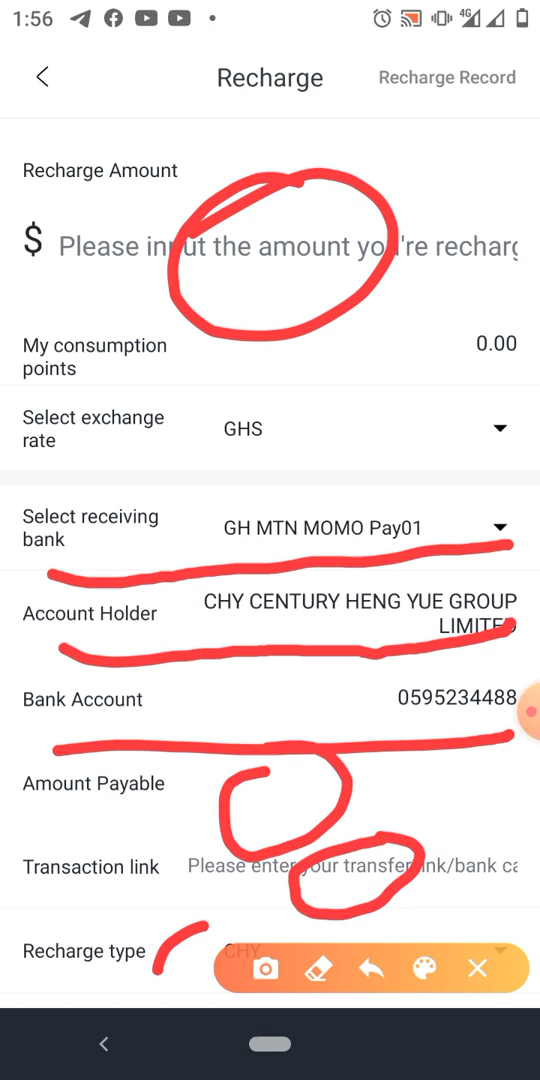 1:56
4G
Recharge
Recharge Record
Recharge Amount
$ Please input the amount you're recharg
My consumption
points
0.00
Select exchange
rate
GHS
Select receiving
bank
GH MTN MOMO Pay01
Account Holder
CHY CENTURY HENG YUE GROUP
LIMITED
Bank Account
0595234488
Amount Payable
Transaction link
Please enter your transfer link/bank ca
Recharge type
CHY